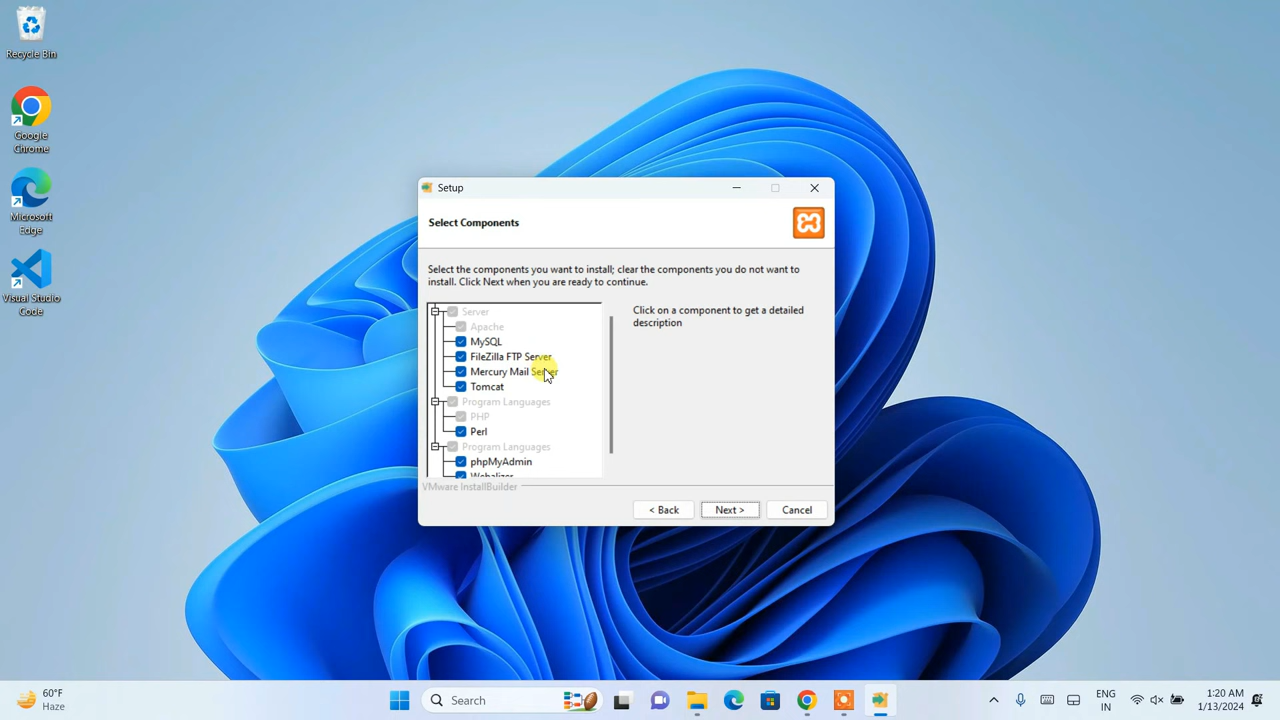 Recycle Bin
Google
Chrome
Microsoft
Edge
Visual Studio
Code
Setup
Select Components
Select the components you want to install; clear the components you do not want to
install. Click Next when you are ready to continue.
Server
Apache
MySQL
FileZilla FTP Server
Mercury Mail Server
Tomcat
Program Languages
PHP
Perl
Program Languages
phpMyAdmin
Webalizer
Click on a component to get a detailed
description
VMware InstallBuilder
< Back
Next >
Cancel
60°F
Haze
Search
ENG
IN
1:20 AM
1/13/2024